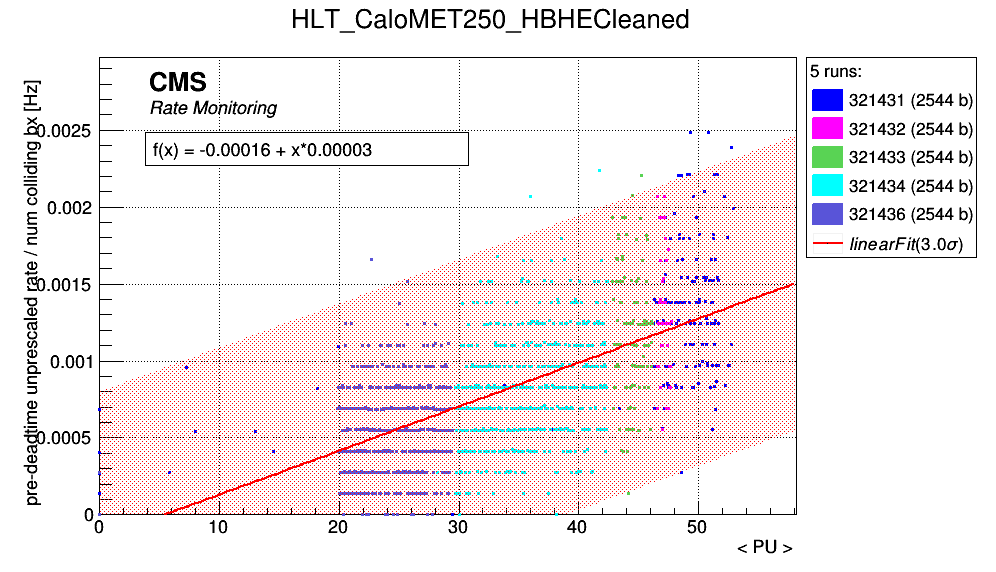 HLT_CaloMET250_HBHECleaned
pre-deadtime unprescaled rate / num colliding bx [Hz]
CMS
Rate Monitoring
f(x) = -0.00016 + x*0.00003
0.0025
0.002
0.0015
0.001
0.0005
0
0 10 20 30 40 50
< PU >
5 runs:
321431 (2544 b)
321432 (2544 b)
321433 (2544 b)
321434 (2544 b)
321436 (2544 b)
linearFit(3.0σ)